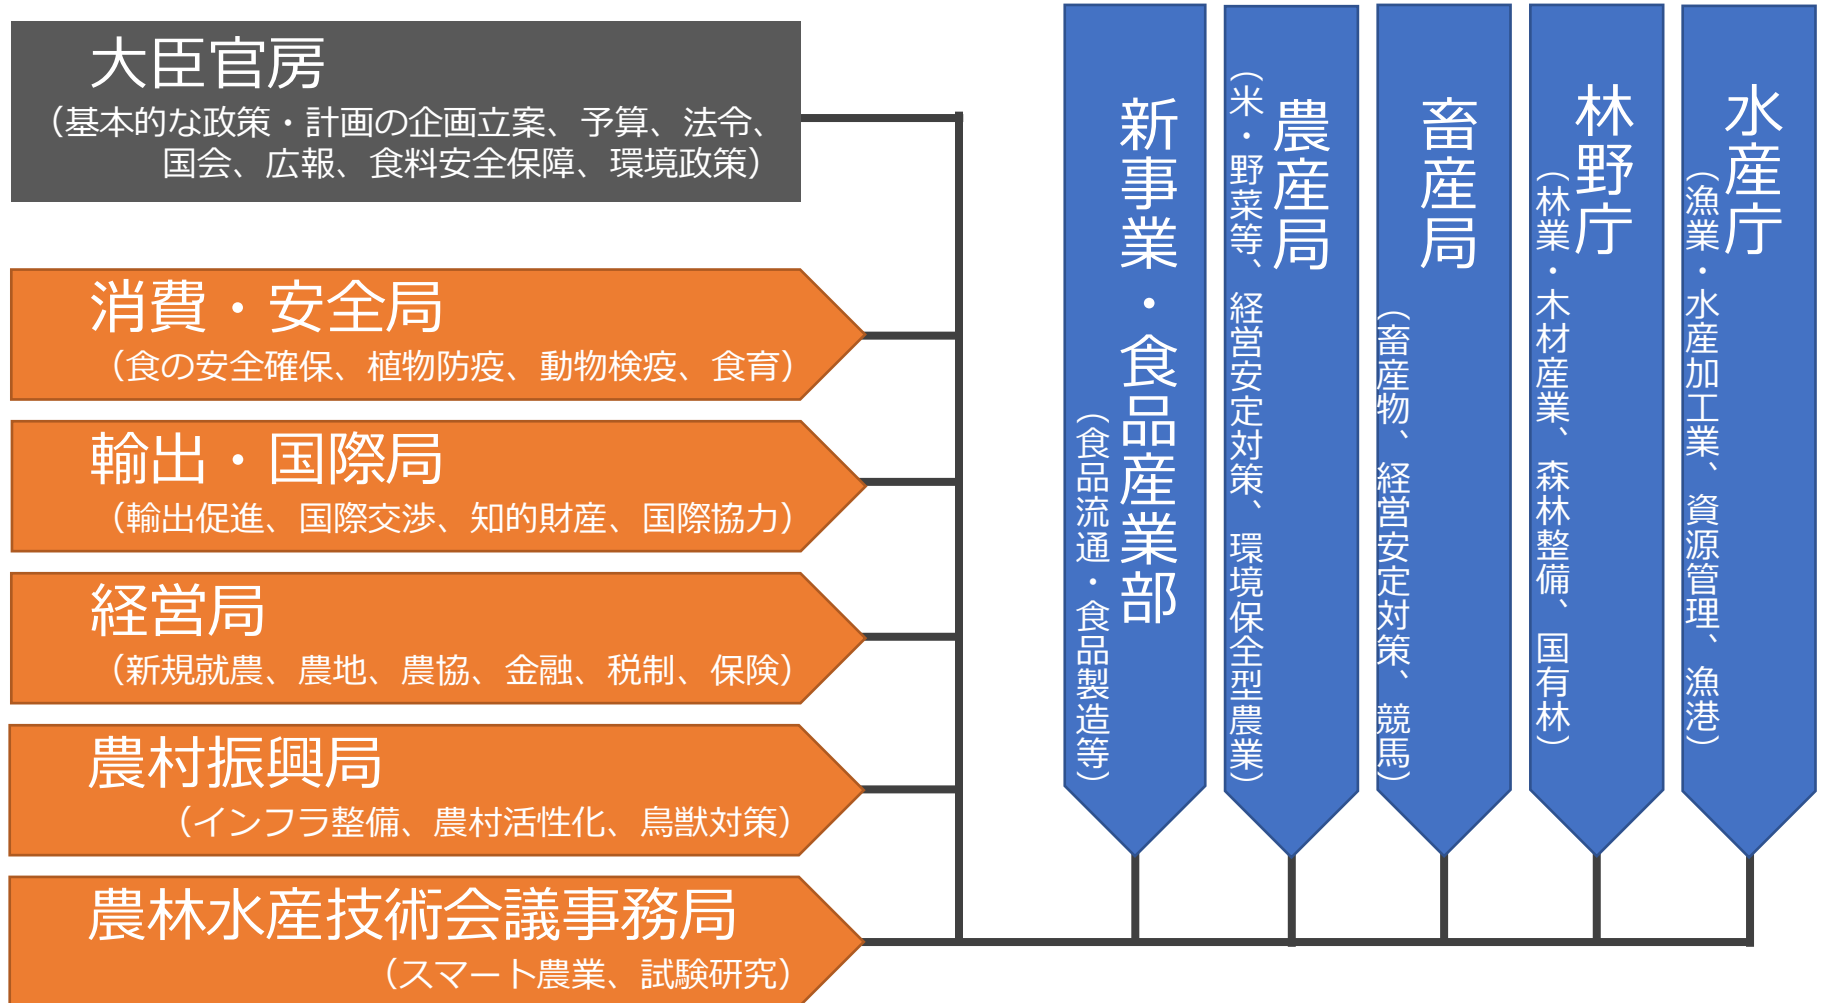 大臣官房
（基本的な政策・計画の企画立案、予算、法令、
国会、広報、食料安全保障、環境政策）
消費・安全局
（食の安全確保、植物防疫、動物検疫、食育）
輸出・国際局
（輸出促進、国際交渉、知的財産、国際協力）
経営局
（新規就農、農地、農協、金融、税制、保険）
農村振興局
（インフラ整備、農村活性化、鳥獣対策）
農林水産技術会議事務局
（スマート農業、試験研究）
新事業・食品産業部
（食品流通・食品製造等）
農産局
（米・野菜等、経営安定対策、環境保全型農業）
畜産局
（畜産物、経営安定対策、競馬）
林野庁
（林業・木材産業、森林整備、国有林）
水産庁
（漁業・水産加工業、資源管理、漁港）